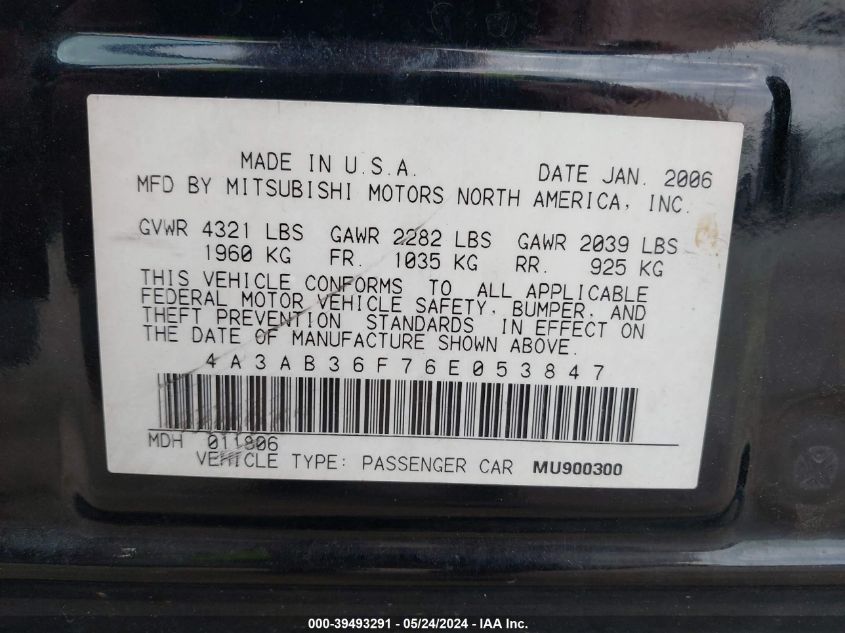 MADE IN U.S.A. DATE JAN. 2006
MFD BY MITSUBISHI MOTORS NORTH AMERICA, INC.
GVWR 4321 LBS GAWR 2282 LBS GAWR 2039 LBS
1960 KG FR. 1035 KG RR. 925 KG
THIS VEHICLE CONFORMS TO ALL APPLICABLE
FEDERAL MOTOR VEHICLE SAFETY, BUMPER, AND
THEFT PREVENTION STANDARDS IN EFFECT ON
THE DATE OF MANUFACTURE SHOWN ABOVE.
4A3AB36F76E053847
MDH 011806
VEHICLE TYPE: PASSENGER CAR MU900300
000-39493291 / 05/24/2024 - IAA Inc.